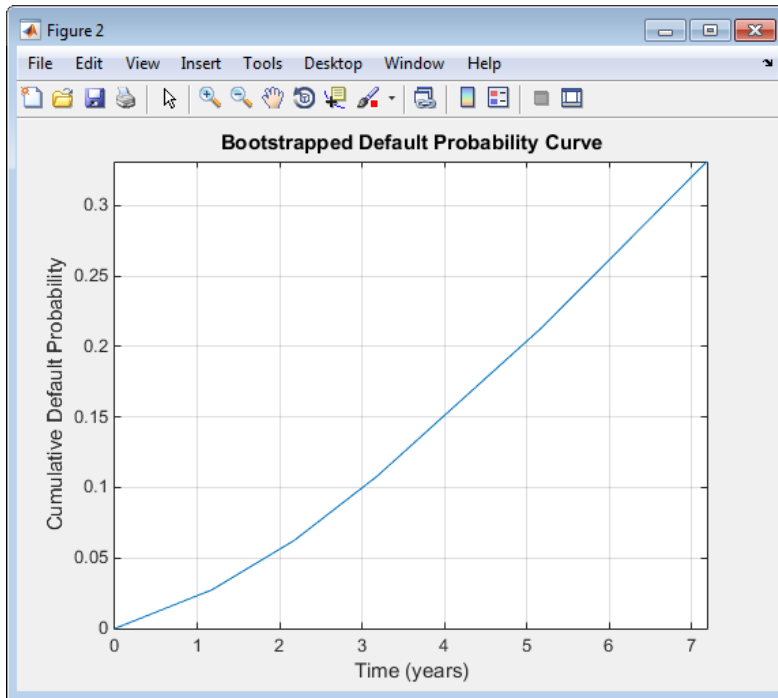 Figure 2
File Edit View Insert Tools Desktop Window Help
Bootstrapped Default Probability Curve
Cumulative Default Probability
0.3
0.25
0.2
0.15
0.1
0.05
0
0 1 2 3 4 5 6 7
Time (years)